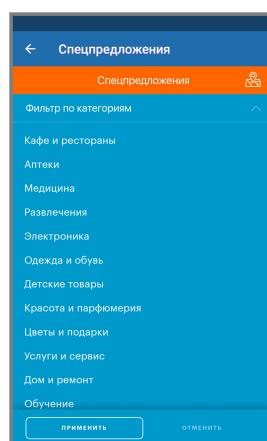 Спецпредложения
Спецпредложения
Фильтр по категориям
Кафе и рестораны
Аптеки
Медицина
Развлечения
Электроника
Одежда и обувь
Детские товары
Красота и парфюмерия
Цветы и подарки
Услуги и сервис
Дом и ремонт
Обучение
ПРИМЕНИТЬ ОТМЕНИТЬ